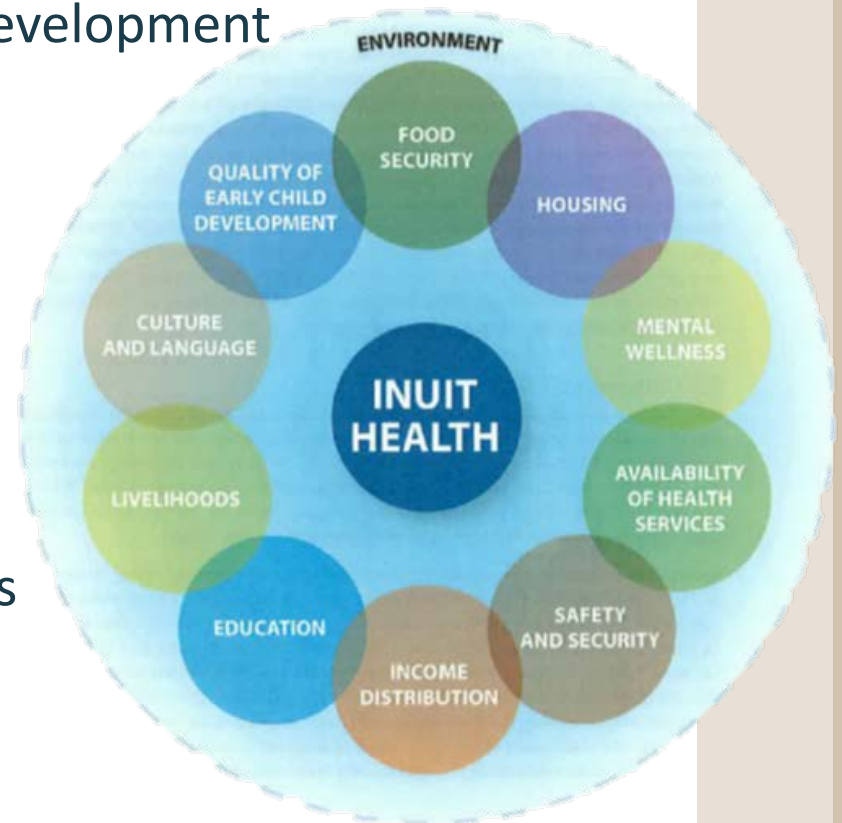 evelopment
ENVIRONMENT
FOOD
SECURITY
QUALITY OF
EARLY CHILD
DEVELOPMENT
HOUSING
CULTURE
AND LANGUAGE
MENTAL
WELLNESS
INUIT
HEALTH
LIVELIHOODS
AVAILABILITY
OF HEALTH
SERVICES
s
EDUCATION
SAFETY
AND SECURITY
INCOME
DISTRIBUTION